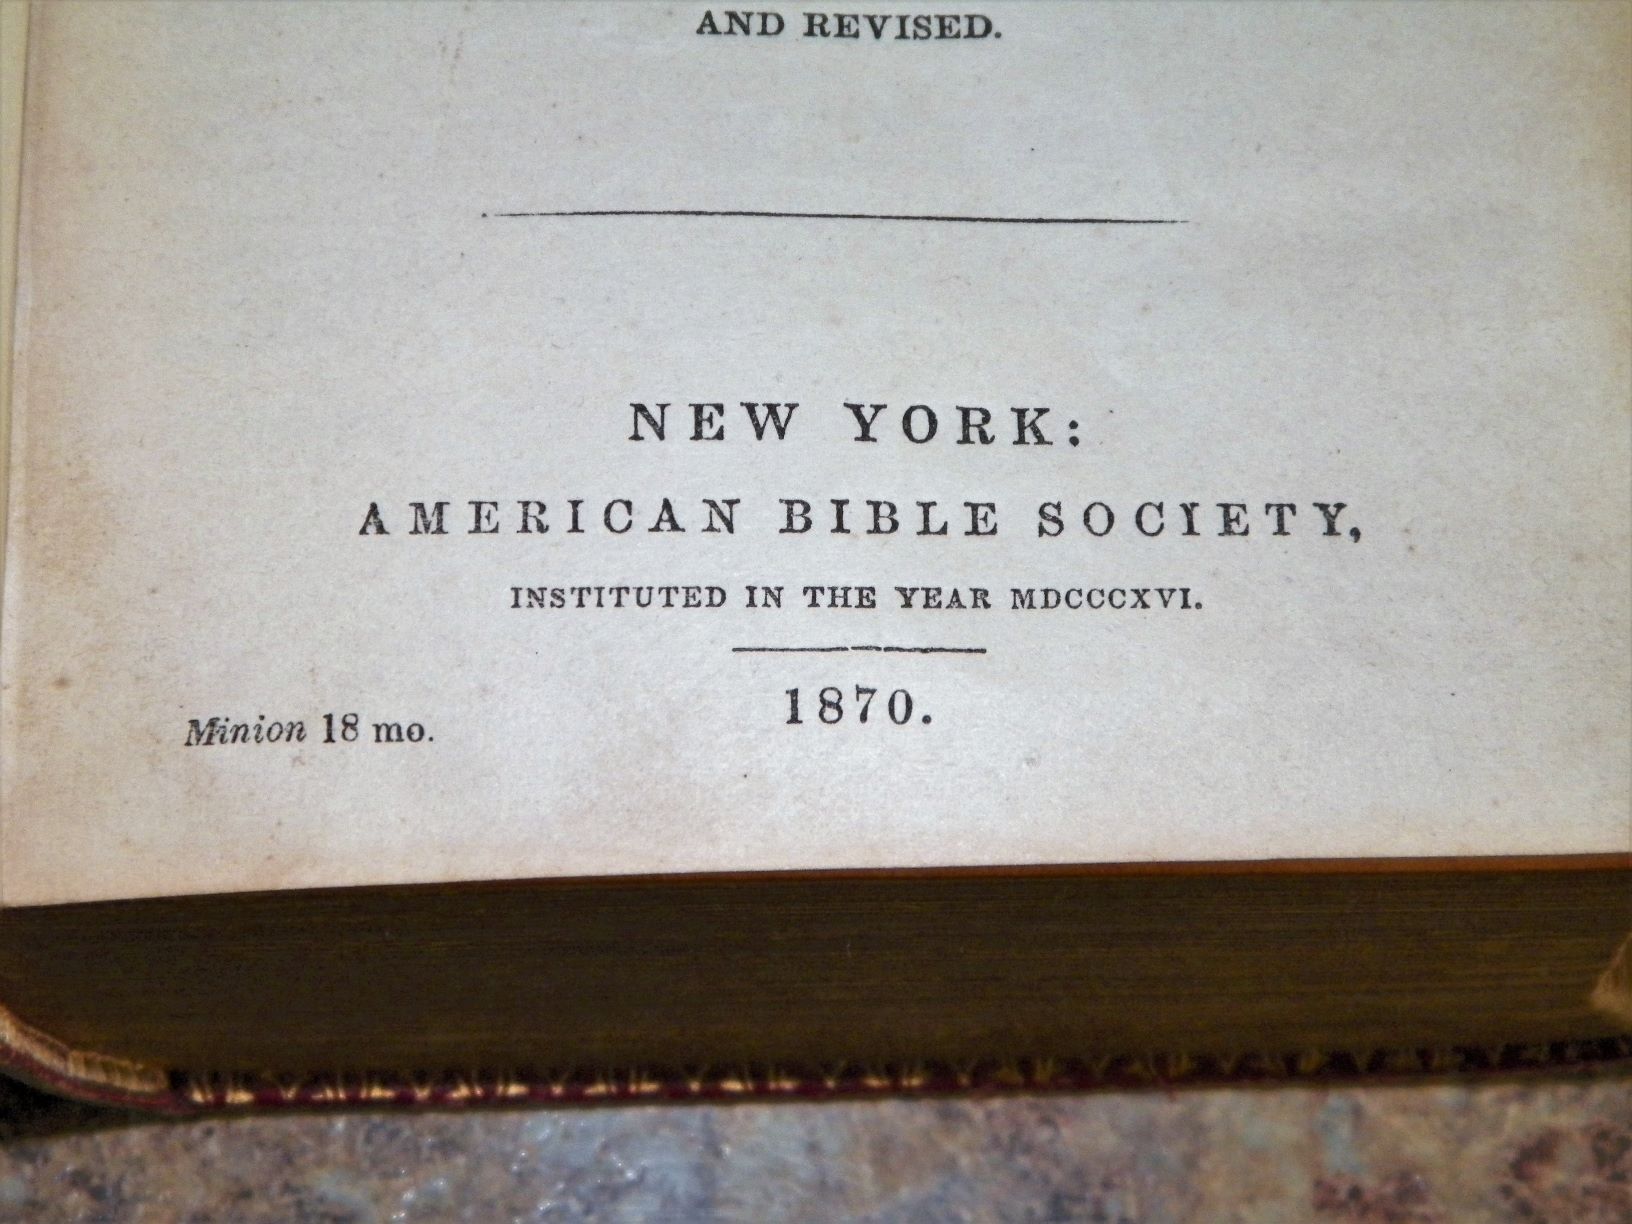 AND REVISED.
NEW YORK:
AMERICAN BIBLE SOCIETY,
INSTITUTED IN THE YEAR MDCCCXVI.
1870.
Minion 18 mo.